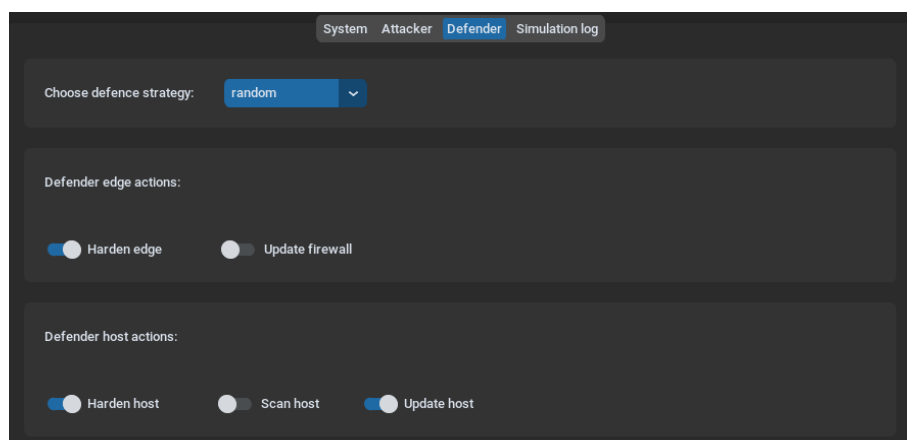 System Attacker Defender Simulation log
Choose defence strategy: random
Defender edge actions:
Harden edge Update firewall
Defender host actions:
Harden host Scan host Update host